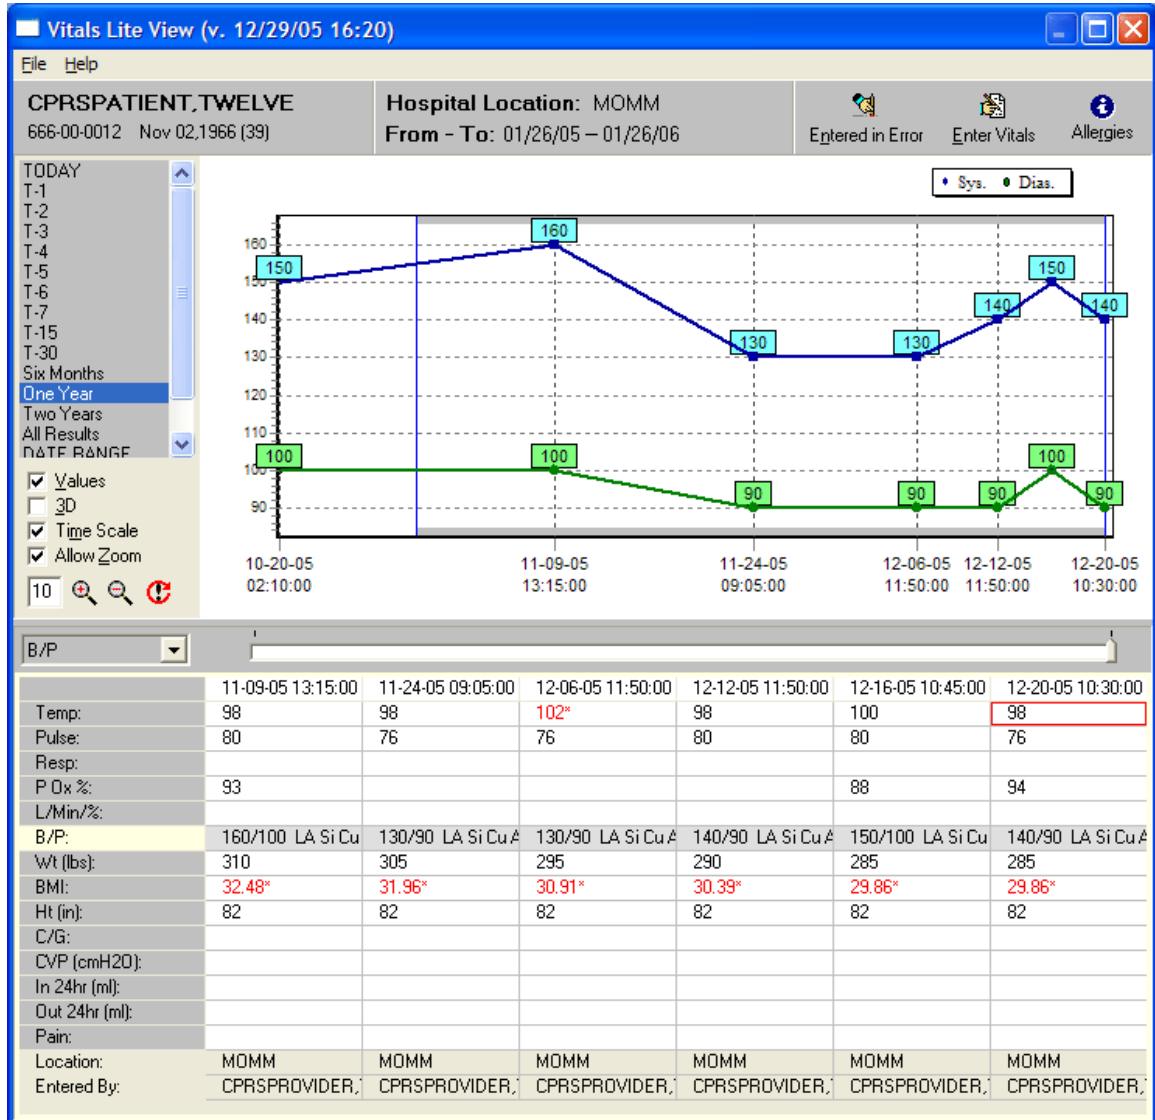 Vitals Lite View (v. 12/29/05 16:20)
File Help
CPRSPATIENT,TWELVE
666-00-0012 Nov 02,1966 (39)
Hospital Location: MOMM
From - To: 01/26/05 – 01/26/06
Entered in Error
Enter Vitals
Allergies
TODAY
T-1
T-2
T-3
T-4
T-5
T-6
T-7
T-15
T-30
Six Months
One Year
Two Years
All Results
DATE RANGE
Values
3D
Time Scale
Allow Zoom
10
Sys. Dias.
160
150
140
130
120
110
100
90
150 160 130 130 140 150 140
100 100 90 90 90 100 90
10-20-05 11-09-05 11-24-05 12-06-05 12-12-05 12-20-05
02:10:00 13:15:00 09:05:00 11:50:00 11:50:00 10:30:00
B/P
11-09-05 13:15:00 11-24-05 09:05:00 12-06-05 11:50:00 12-12-05 11:50:00 12-16-05 10:45:00 12-20-05 10:30:00
Temp: 98 98 102* 98 100 98
Pulse: 80 76 76 80 80 76
Resp:
P Ox %: 93 88 94
L/Min/%:
B/P: 160/100 LA Si Cu 130/90 LA Si Cu A 130/90 LA Si Cu A 140/90 LA Si Cu A 150/100 LA Si Cu 140/90 LA Si Cu A
Wt (lbs): 310 305 295 290 285 285
BMI: 32.48* 31.96* 30.91* 30.39* 29.86* 29.86*
Ht (in): 82 82 82 82 82 82
C/G:
CVP (cmH2O):
In 24hr (ml):
Out 24hr (ml):
Pain:
Location: MOMM MOMM MOMM MOMM MOMM MOMM
Entered By: CPRSPROVIDER, CPRSPROVIDER, CPRSPROVIDER, CPRSPROVIDER, CPRSPROVIDER, CPRSPROVIDER,